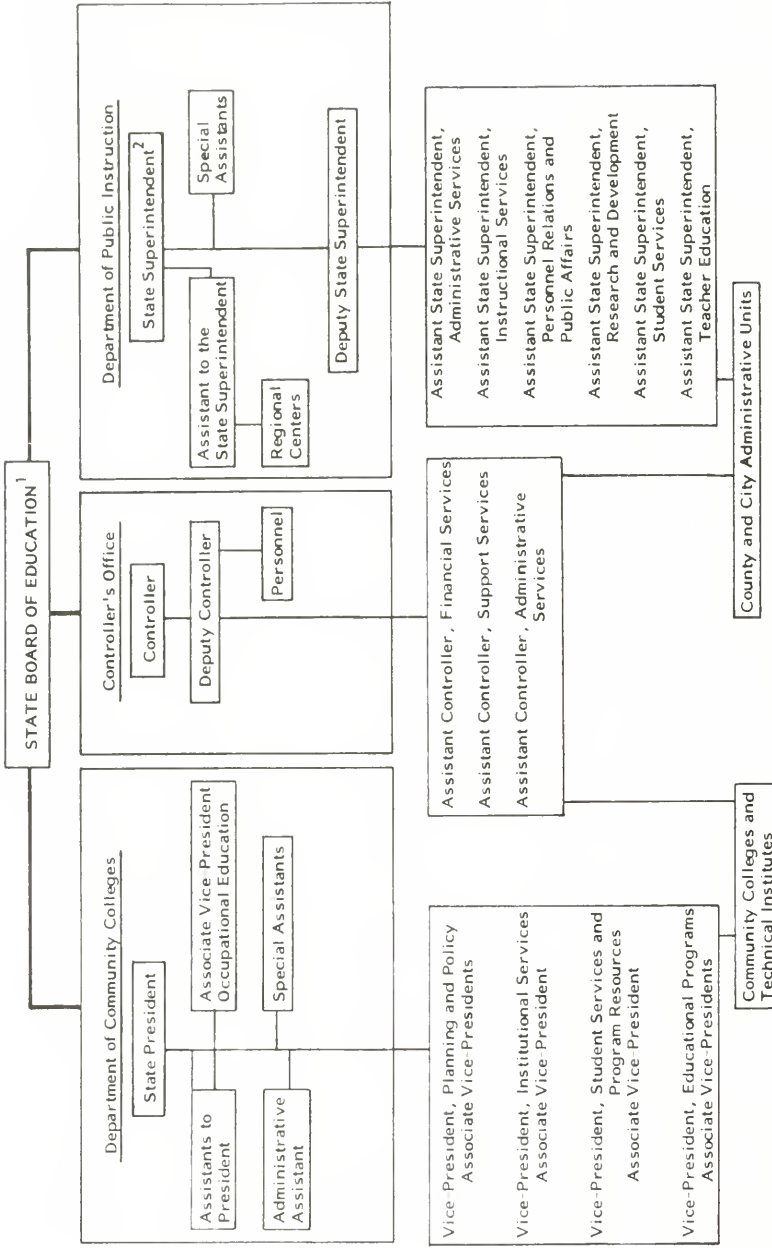 STATE BOARD OF EDUCATION¹
Department of Community Colleges
State President
Assistants to
President
Associate Vice-President
Occupational Education
Administrative
Assistant
Special Assistants
Vice-President, Planning and Policy
Associate Vice-Presidents
Vice-President, Institutional Services
Associate Vice-President
Vice-President, Student Services and
Program Resources
Associate Vice-President
Vice-President, Educational Programs
Associate Vice-Presidents
Community Colleges and
Technical Institutes
Controller's Office
Controller
Deputy Controller
Personnel
Assistant Controller, Financial Services
Assistant Controller, Support Services
Assistant Controller, Administrative
Services
Department of Public Instruction
State Superintendent²
Assistant to the
State Superintendent
Special
Assistants
Regional
Centers
Deputy State Superintendent
Assistant State Superintendent,
Administrative Services
Assistant State Superintendent,
Instructional Services
Assistant State Superintendent,
Personnel Relations and
Public Affairs
Assistant State Superintendent,
Research and Development
Assistant State Superintendent,
Student Services
Assistant State Superintendent,
Teacher Education
County and City Administrative Units